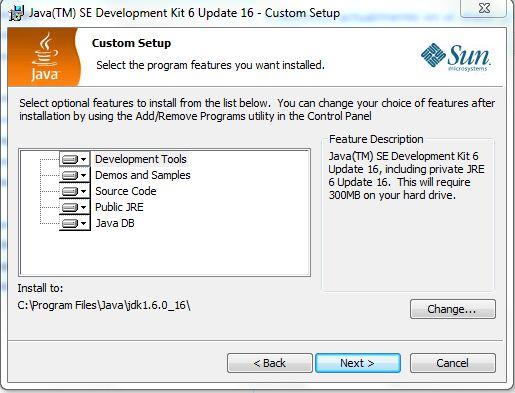 Java(TM) SE Development Kit 6 Update 16 - Custom Setup
Java
Custom Setup
Select the program features you want installed.
Sun
microsystems
Select optional features to install from the list below. You can change your choice of features after
installation by using the Add/Remove Programs utility in the Control Panel
Development Tools
Demos and Samples
Source Code
Public JRE
Java DB
Feature Description
Java(TM) SE Development Kit 6
Update 16, including private JRE
6 Update 16. This will require
300MB on your hard drive.
Install to:
C:\Program Files\Java\jdk1.6.0_16\
Change...
< Back
Next >
Cancel